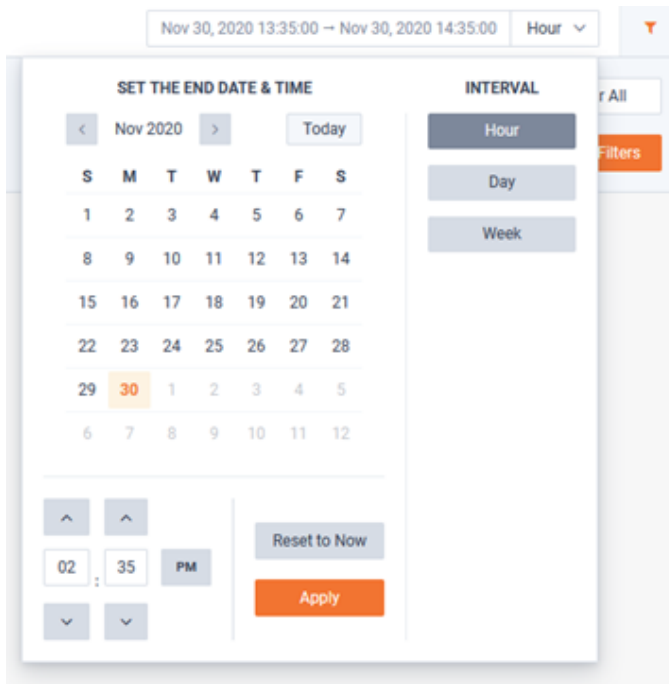 Nov 30, 2020 13:35:00 – Nov 30, 2020 14:35:00 Hour
SET THE END DATE & TIME
INTERVAL
r All
Nov 2020
Today
Hour
Filters
S M T W T F S
Day
1 2 3 4 5 6 7
Week
8 9 10 11 12 13 14
15 16 17 18 19 20 21
22 23 24 25 26 27 28
29 30 1 2 3 4 5
6 7 8 9 10 11 12
Reset to Now
02 : 35 PM
Apply